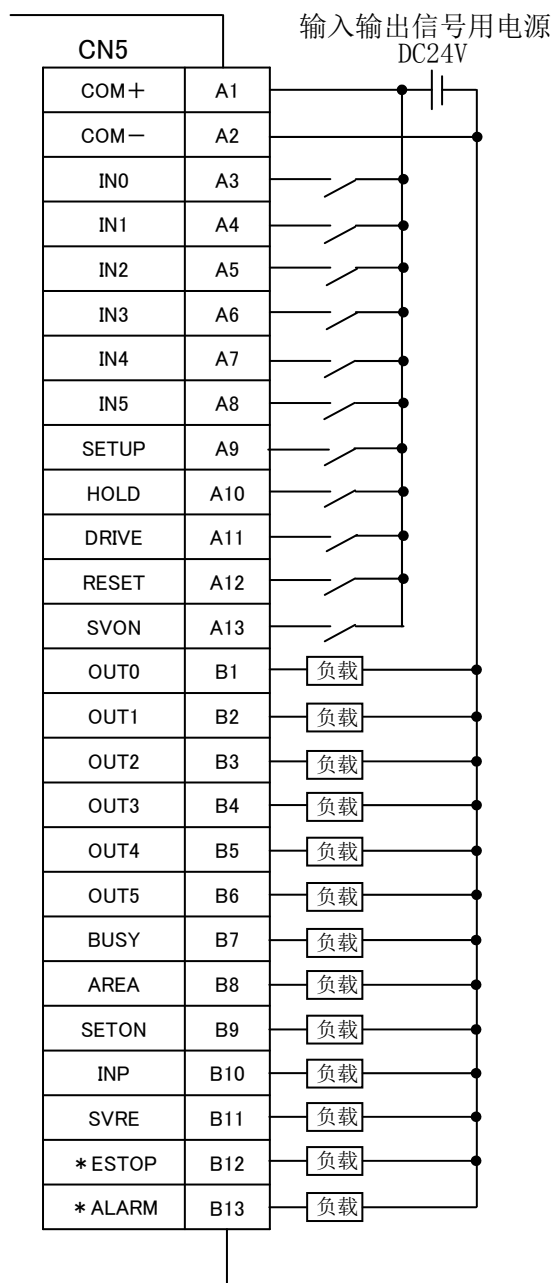 输入输出信号用电源
DC24V
CN5
COM+ A1
COM− A2
IN0 A3
IN1 A4
IN2 A5
IN3 A6
IN4 A7
IN5 A8
SETUP A9
HOLD A10
DRIVE A11
RESET A12
SVON A13
OUT0 B1 负载
OUT1 B2 负载
OUT2 B3 负载
OUT3 B4 负载
OUT4 B5 负载
OUT5 B6 负载
BUSY B7 负载
AREA B8 负载
SETON B9 负载
INP B10 负载
SVRE B11 负载
*ESTOP B12 负载
*ALARM B13 负载